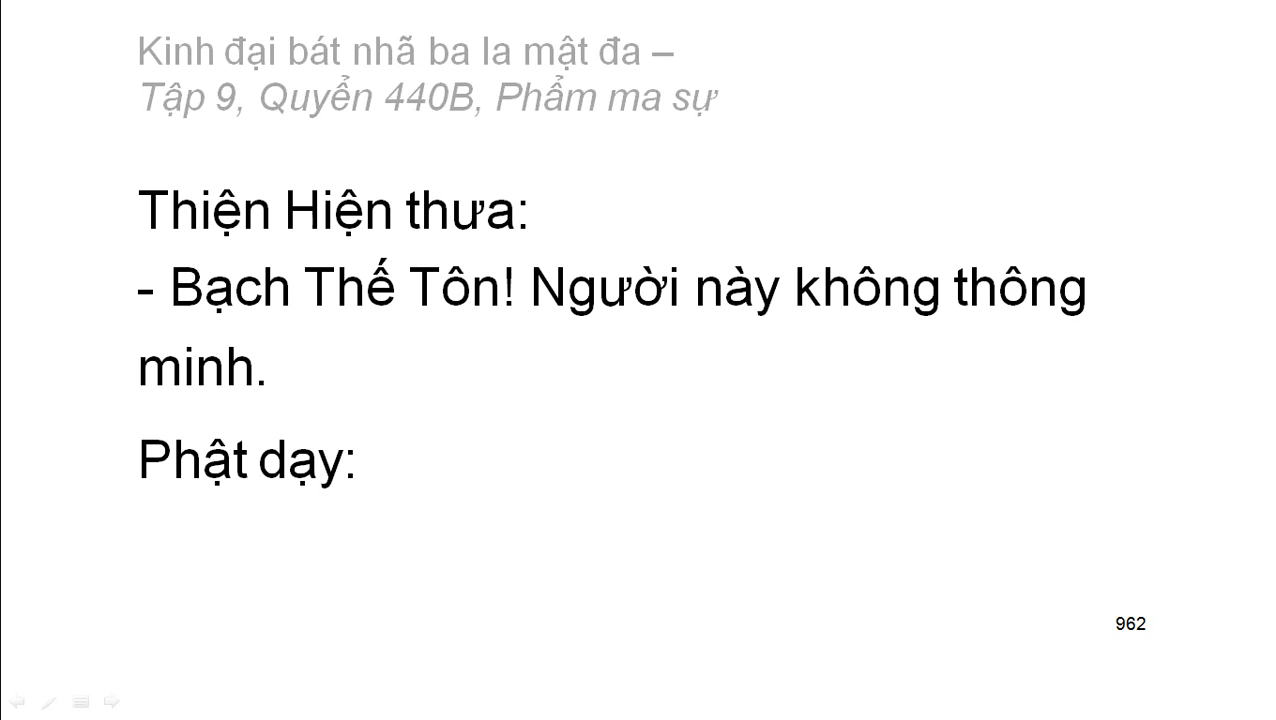 Kinh đại bát nhã ba la mật đa –
Tập 9, Quyển 440B, Phẩm ma sự
Thiện Hiện thưa:
- Bạch Thế Tôn! Người này không thông
minh.
Phật dạy:
962